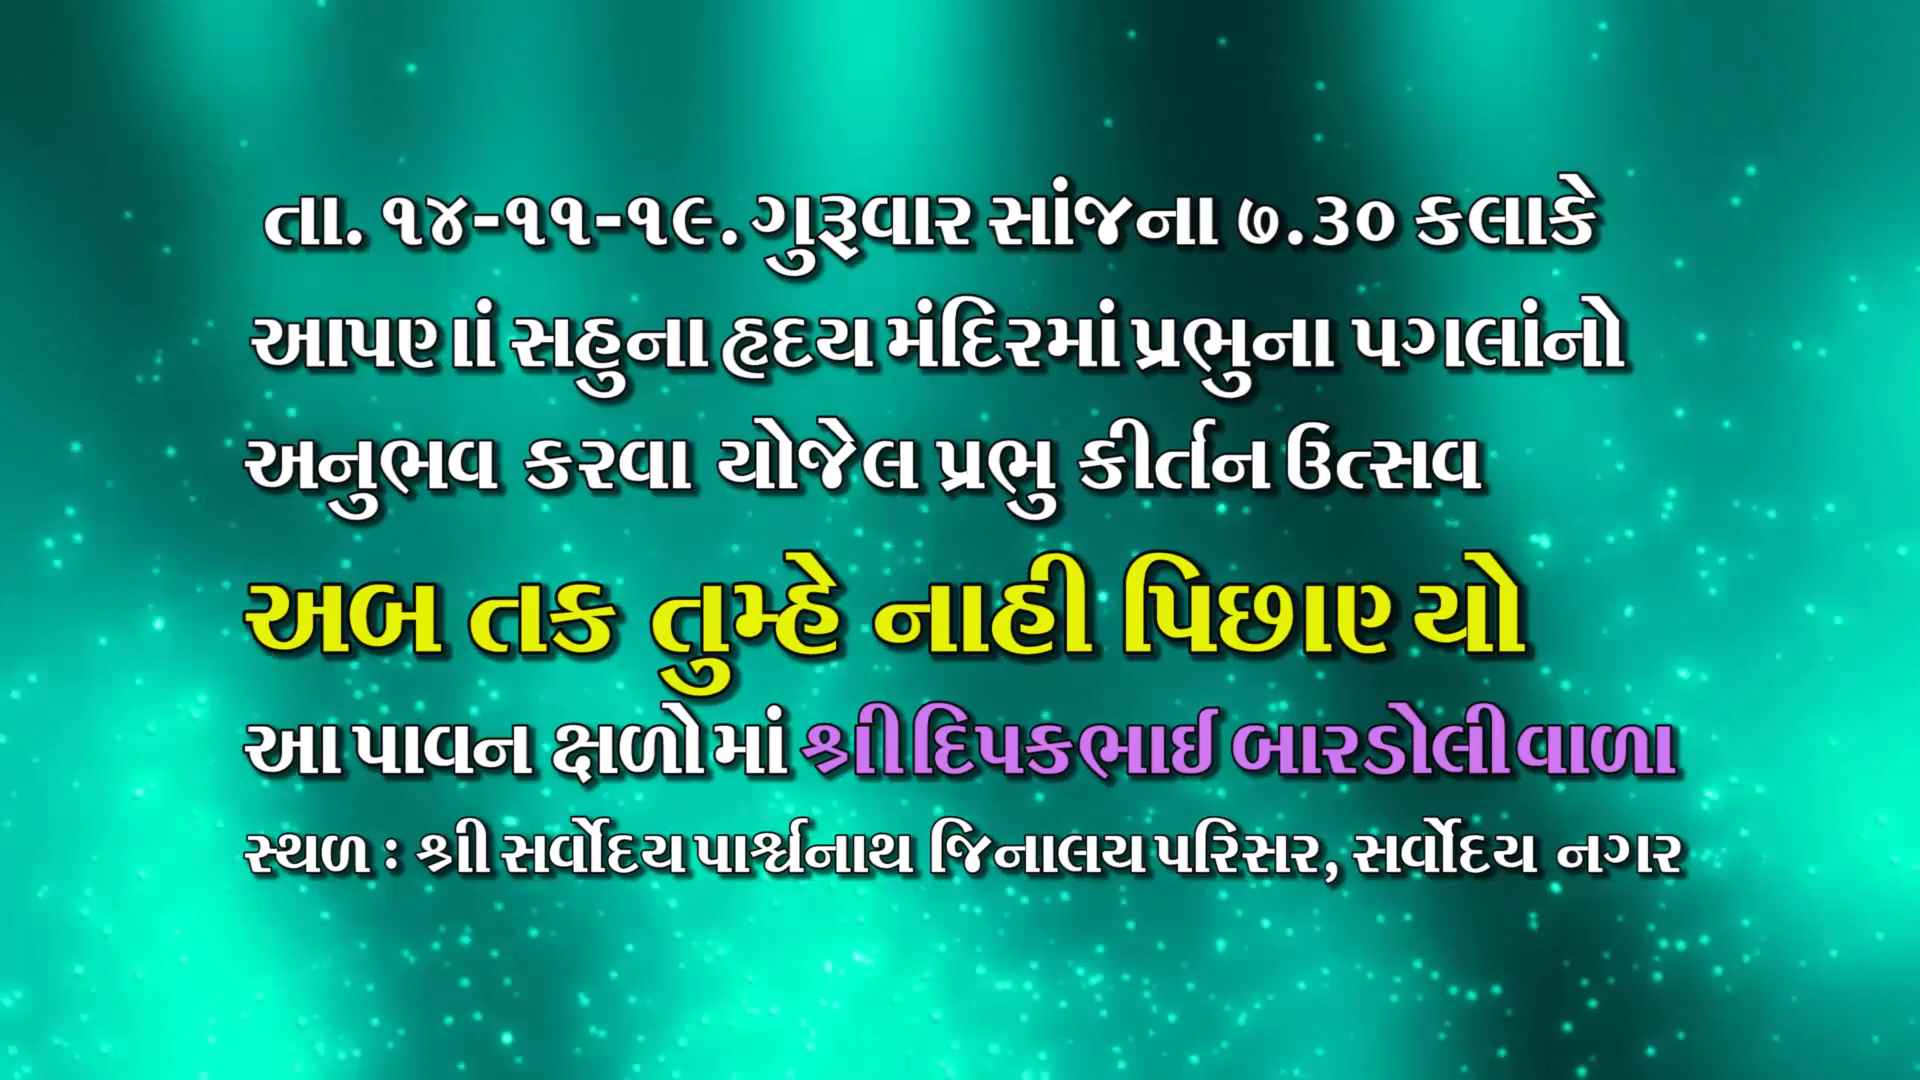 તા. ૧૪-૧૧-૧૯. ગુરૂવાર સાંજના ૭.૩૦ કલાકે
આપણાં સહુના હૃદય મંદિરમાં પ્રભુના પગલાંનો
અનુભવ કરવા યોજેલ પ્રભુ કીર્તન ઉત્સવ
અબ તક તુમ્હે નાહી પિછાણ્યો
આ પાવન ક્ષળોમાં શ્રી દિપકભાઈ બારડોલીવાળા
સ્થળ : શ્રી સર્વોદય પાર્શ્વનાથ જિનાલય પરિસર, સર્વોદય નગર